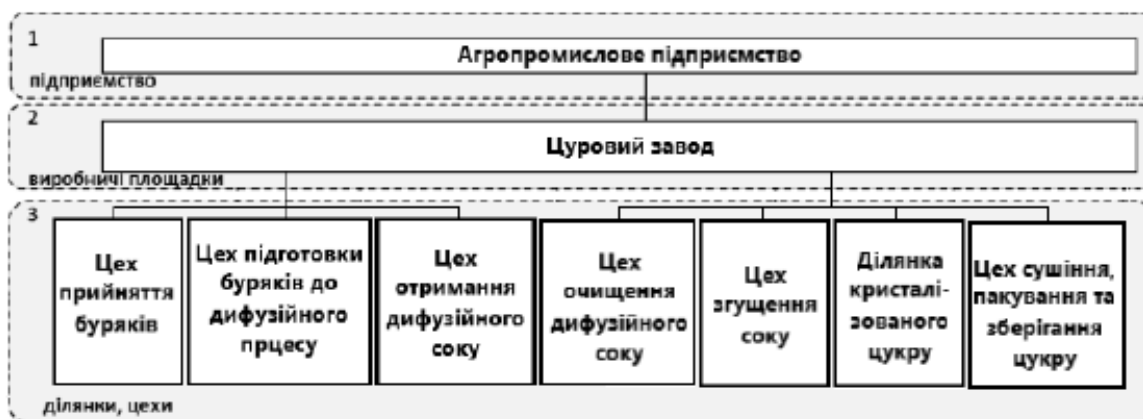 1
Агропромислове підприємство
підприємство
2
Цуровий завод
виробничі площадки
3
Цех
прийняття
буряків
Цех підготовки
буряків до
дифузійного
прцесу
Цех
отримання
дифузійного
соку
Цех
очищення
дифузійного
соку
Цех
згущення
соку
Ділянка
кристалі-
зованого
цукру
Цех сушіння,
пакування та
зберігання
цукру
ділянки, цехи